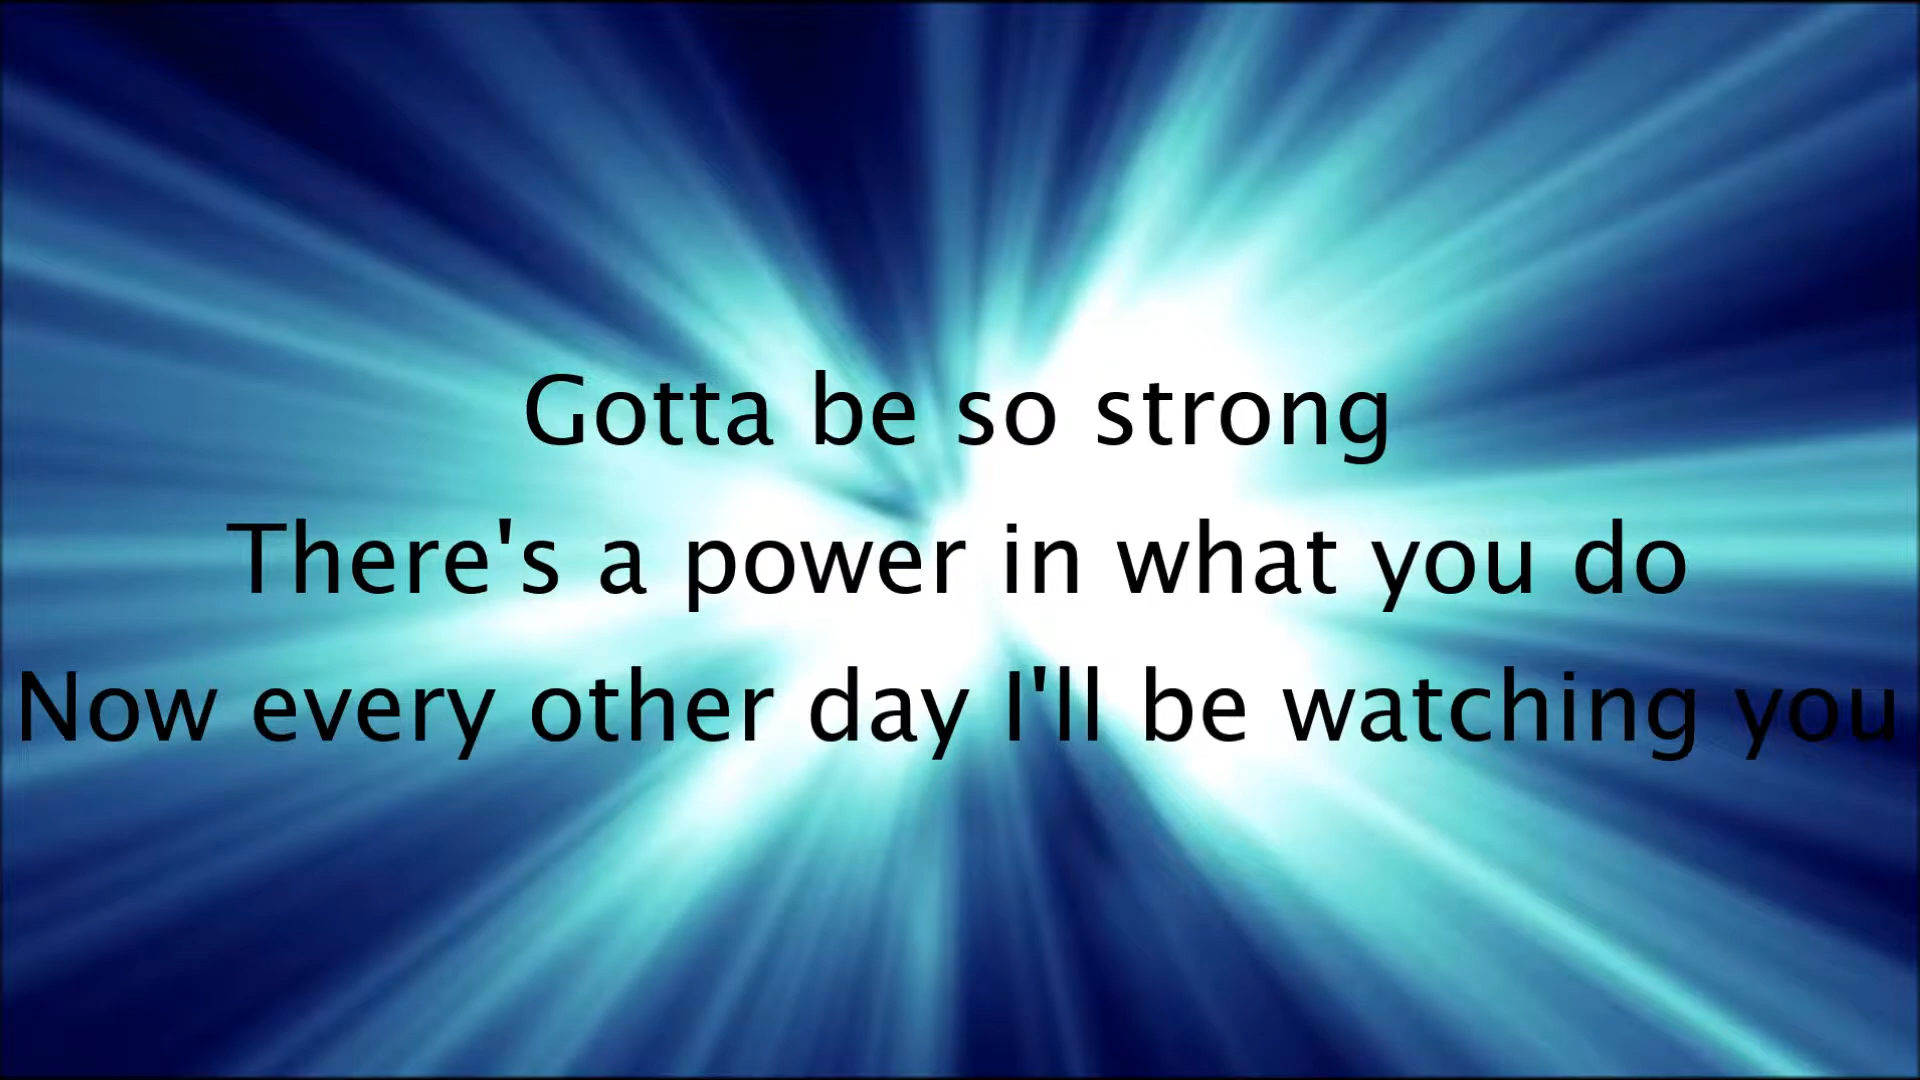 Gotta be so strong
There's a power in what you do
Now every other day I'll be watching you